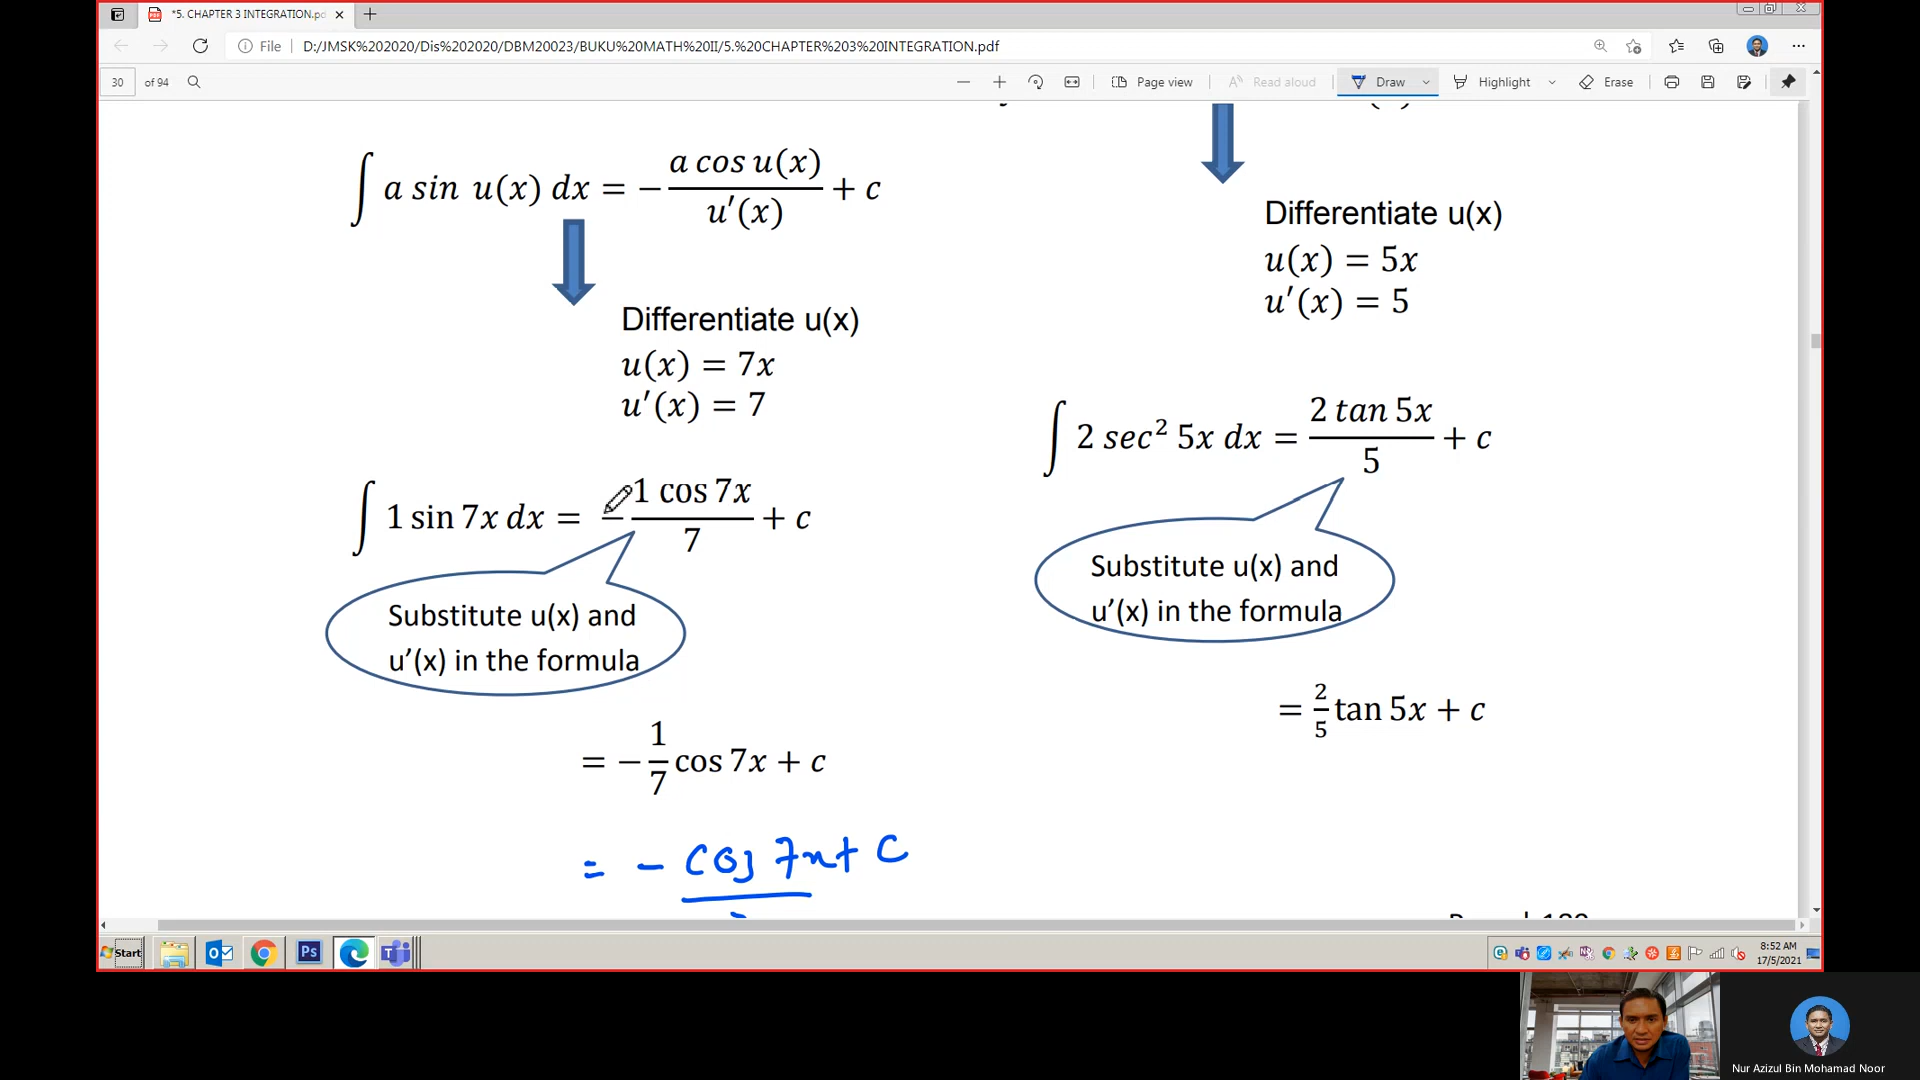 *5. CHAPTER 3 INTEGRATION.pd
File D:/JMSK%202020/Dis%202020/DBM20023/BUKU%20MATH%20II/5.%20CHAPTER%203%20INTEGRATION.pdf
30 of 94 Page view Read aloud Draw Highlight Erase
∫ a sin u(x) dx = − a cos u(x) / u′(x) + c
Differentiate u(x)
u(x) = 7x
u′(x) = 7
∫ 1 sin 7x dx = − 1 cos 7x / 7 + c
Substitute u(x) and
u’(x) in the formula
= − 1/7 cos 7x + c
= − cos 7x + c
Differentiate u(x)
u(x) = 5x
u′(x) = 5
∫ 2 sec² 5x dx = 2 tan 5x / 5 + c
Substitute u(x) and
u’(x) in the formula
= 2/5 tan 5x + c
Start
Ps
8:52 AM
17/5/2021
Nur Azizul Bin Mohamad Noor